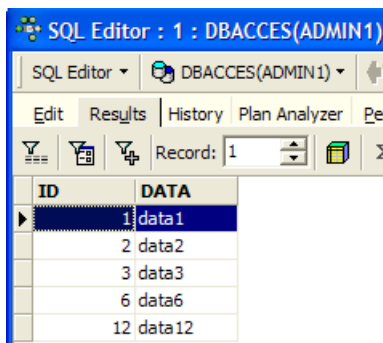 SQL Editor : 1 : DBACCES(ADMIN1)
SQL Editor DBACCES(ADMIN1)
Edit Results History Plan Analyzer Pe
Record: 1
ID DATA
1 data1
2 data2
3 data3
6 data6
12 data12